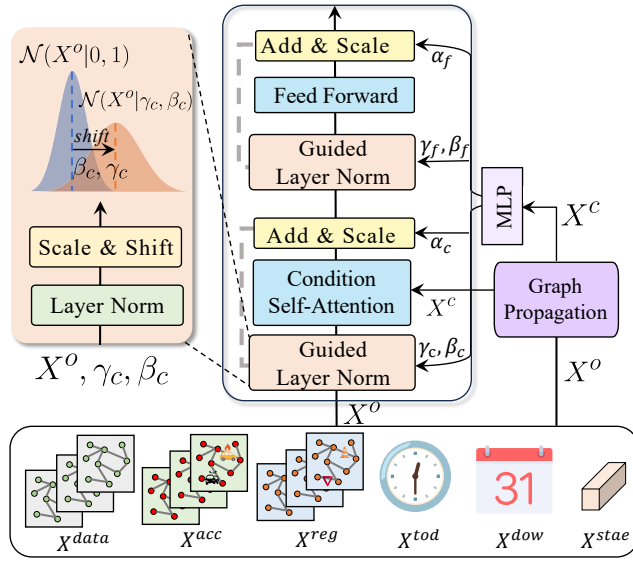 𝒩(X^o|0, 1)
𝒩(X^o|γ_c, β_c)
shift
β_c, γ_c
Scale & Shift
Layer Norm
X^o, γ_c, β_c
Add & Scale
α_f
Feed Forward
Guided
Layer Norm
γ_f, β_f
Add & Scale
α_c
Condition
Self-Attention
X^c
Guided
Layer Norm
γ_c, β_c
X^o
MLP
X^c
Graph
Propagation
X^o
31
X^data
X^acc
X^reg
X^tod
X^dow
X^stae